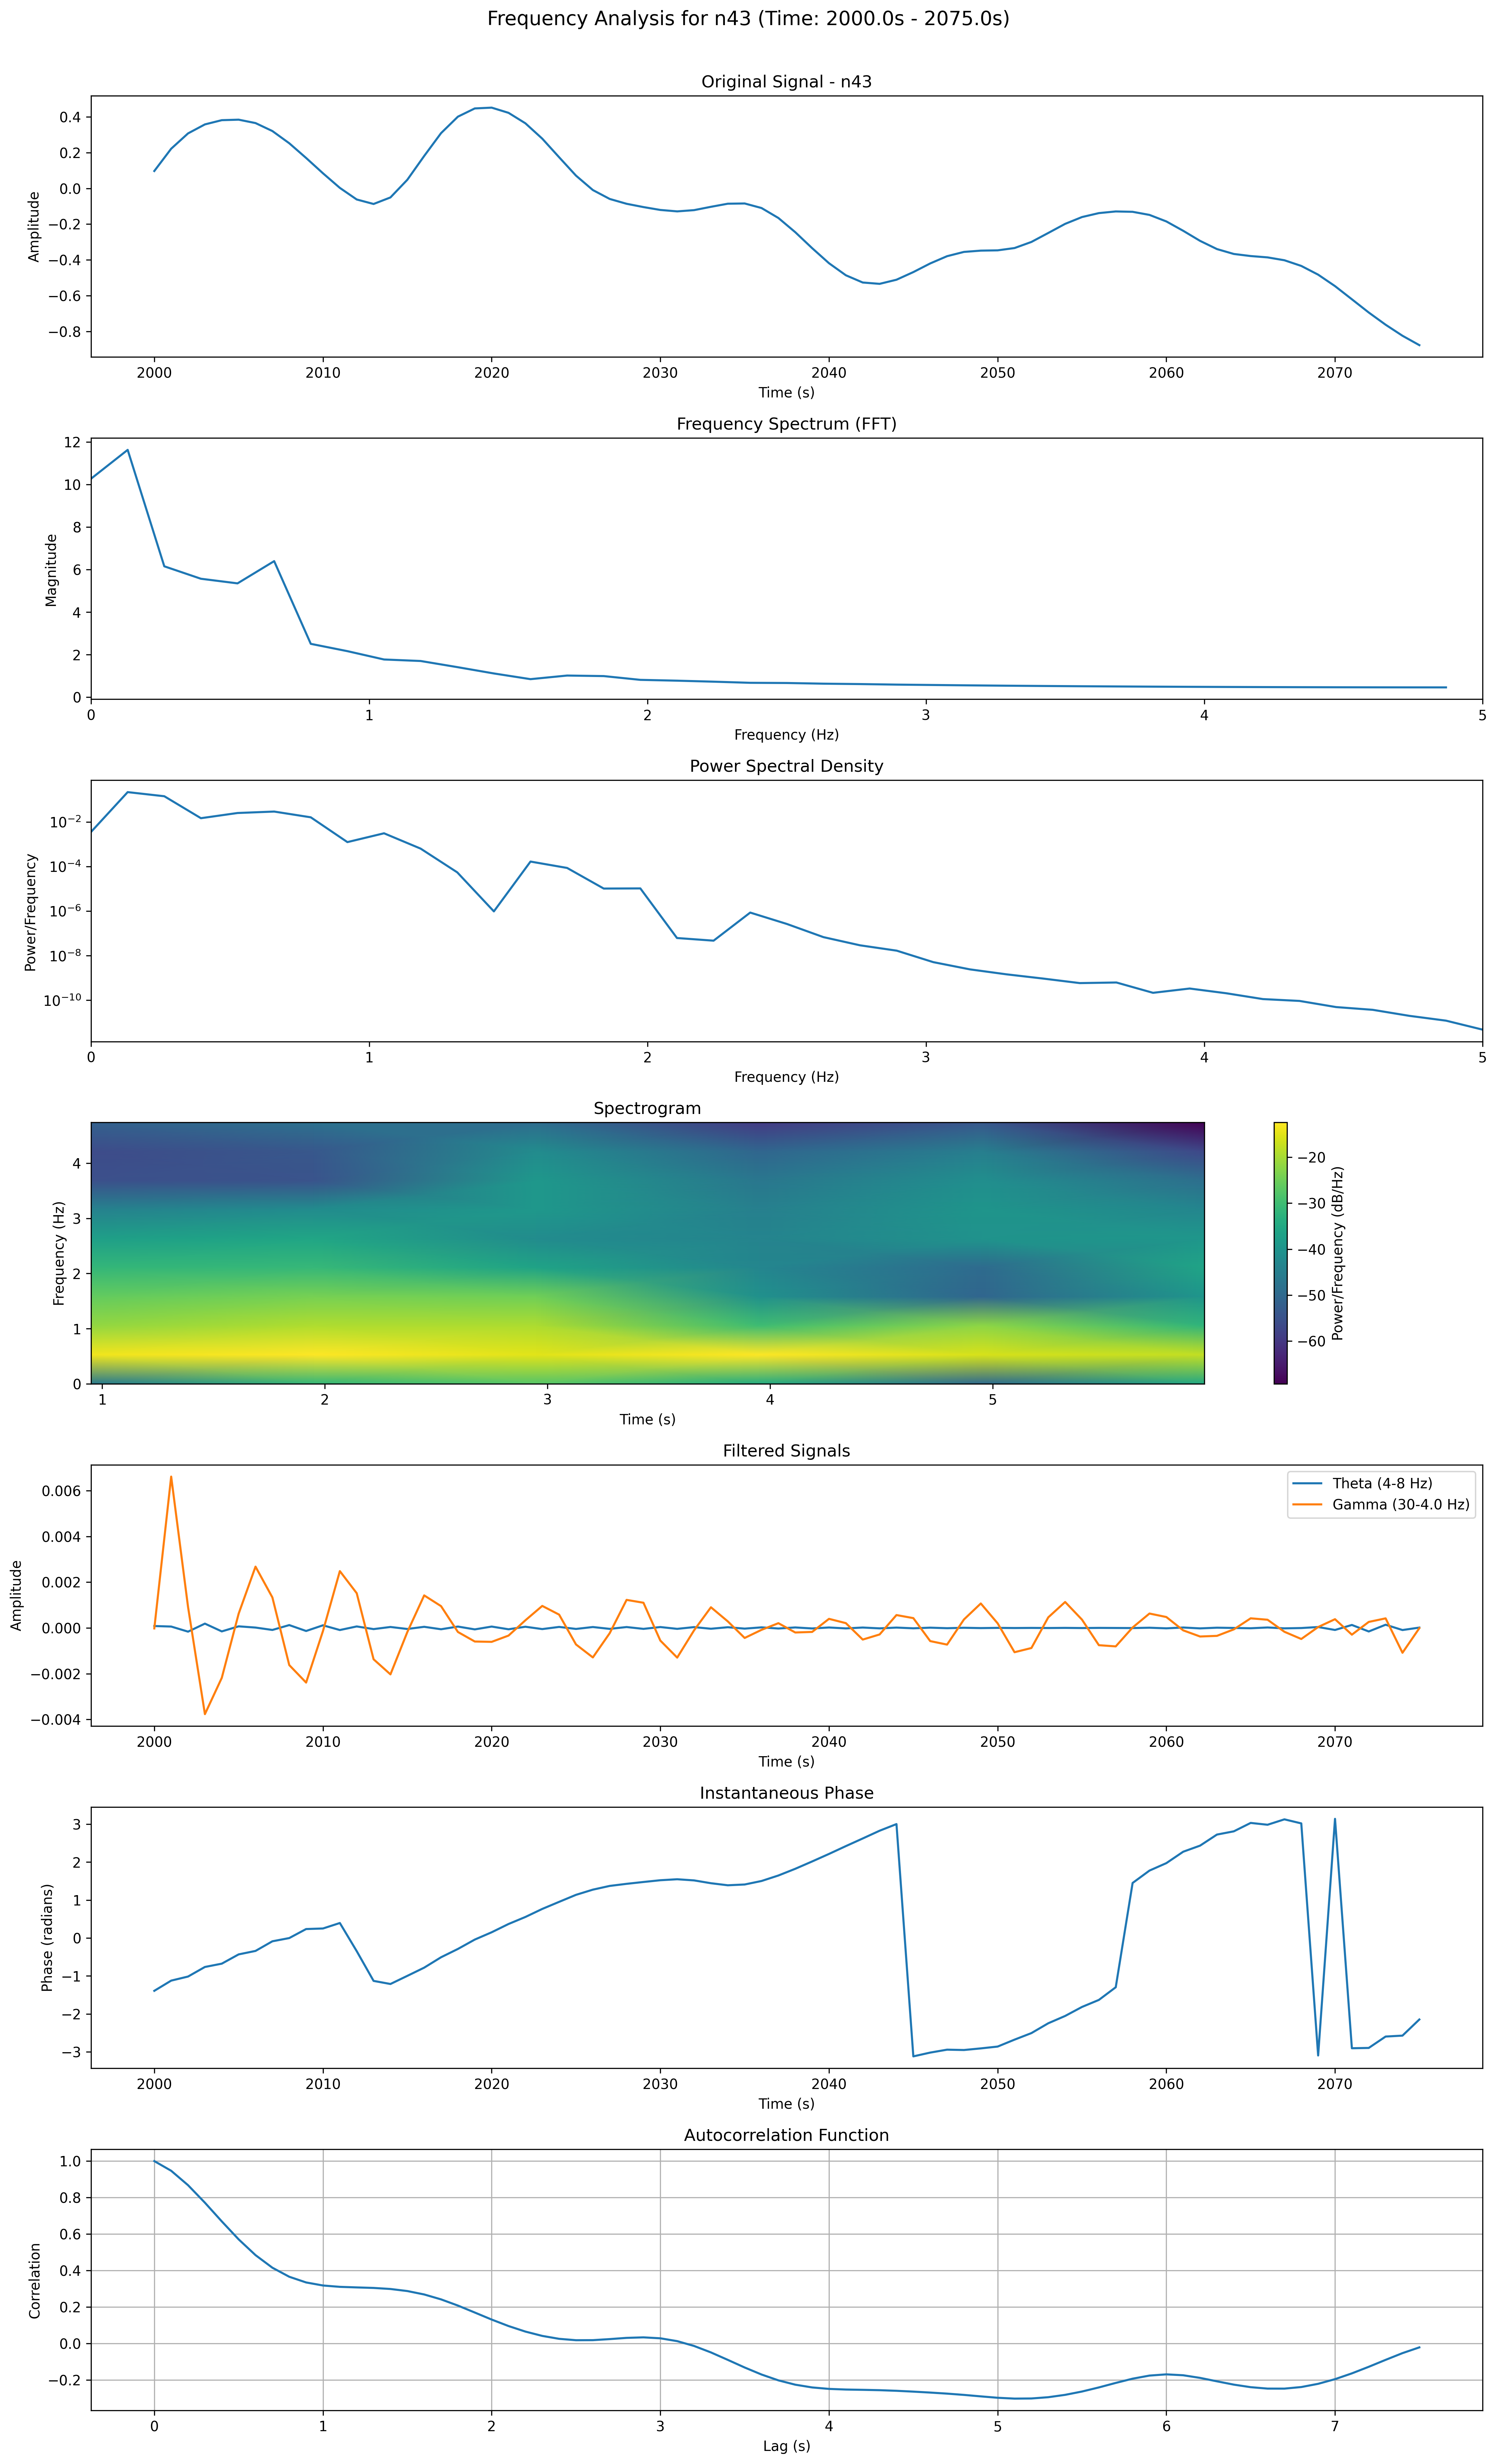 Frequency Analysis for n43 (Time: 2000.0s - 2075.0s)
Original Signal - n43
0.4
0.2
0.0
−0.2
−0.4
−0.6
−0.8
Amplitude
2000 2010 2020 2030 2040 2050 2060 2070
Time (s)
Frequency Spectrum (FFT)
12
10
8
6
4
2
0
Magnitude
0 1 2 3 4 5
Frequency (Hz)
Power Spectral Density
10⁻²
10⁻⁴
10⁻⁶
10⁻⁸
10⁻¹⁰
Power/Frequency
0 1 2 3 4 5
Frequency (Hz)
Spectrogram
4
3
2
1
0
Frequency (Hz)
1 2 3 4 5
Time (s)
−20
−30
−40
−50
−60
Power/Frequency (dB/Hz)
Filtered Signals
0.006
0.004
0.002
0.000
−0.002
−0.004
Amplitude
Theta (4-8 Hz)
Gamma (30-4.0 Hz)
2000 2010 2020 2030 2040 2050 2060 2070
Time (s)
Instantaneous Phase
3
2
1
0
−1
−2
−3
Phase (radians)
2000 2010 2020 2030 2040 2050 2060 2070
Time (s)
Autocorrelation Function
1.0
0.8
0.6
0.4
0.2
0.0
−0.2
Correlation
0 1 2 3 4 5 6 7
Lag (s)